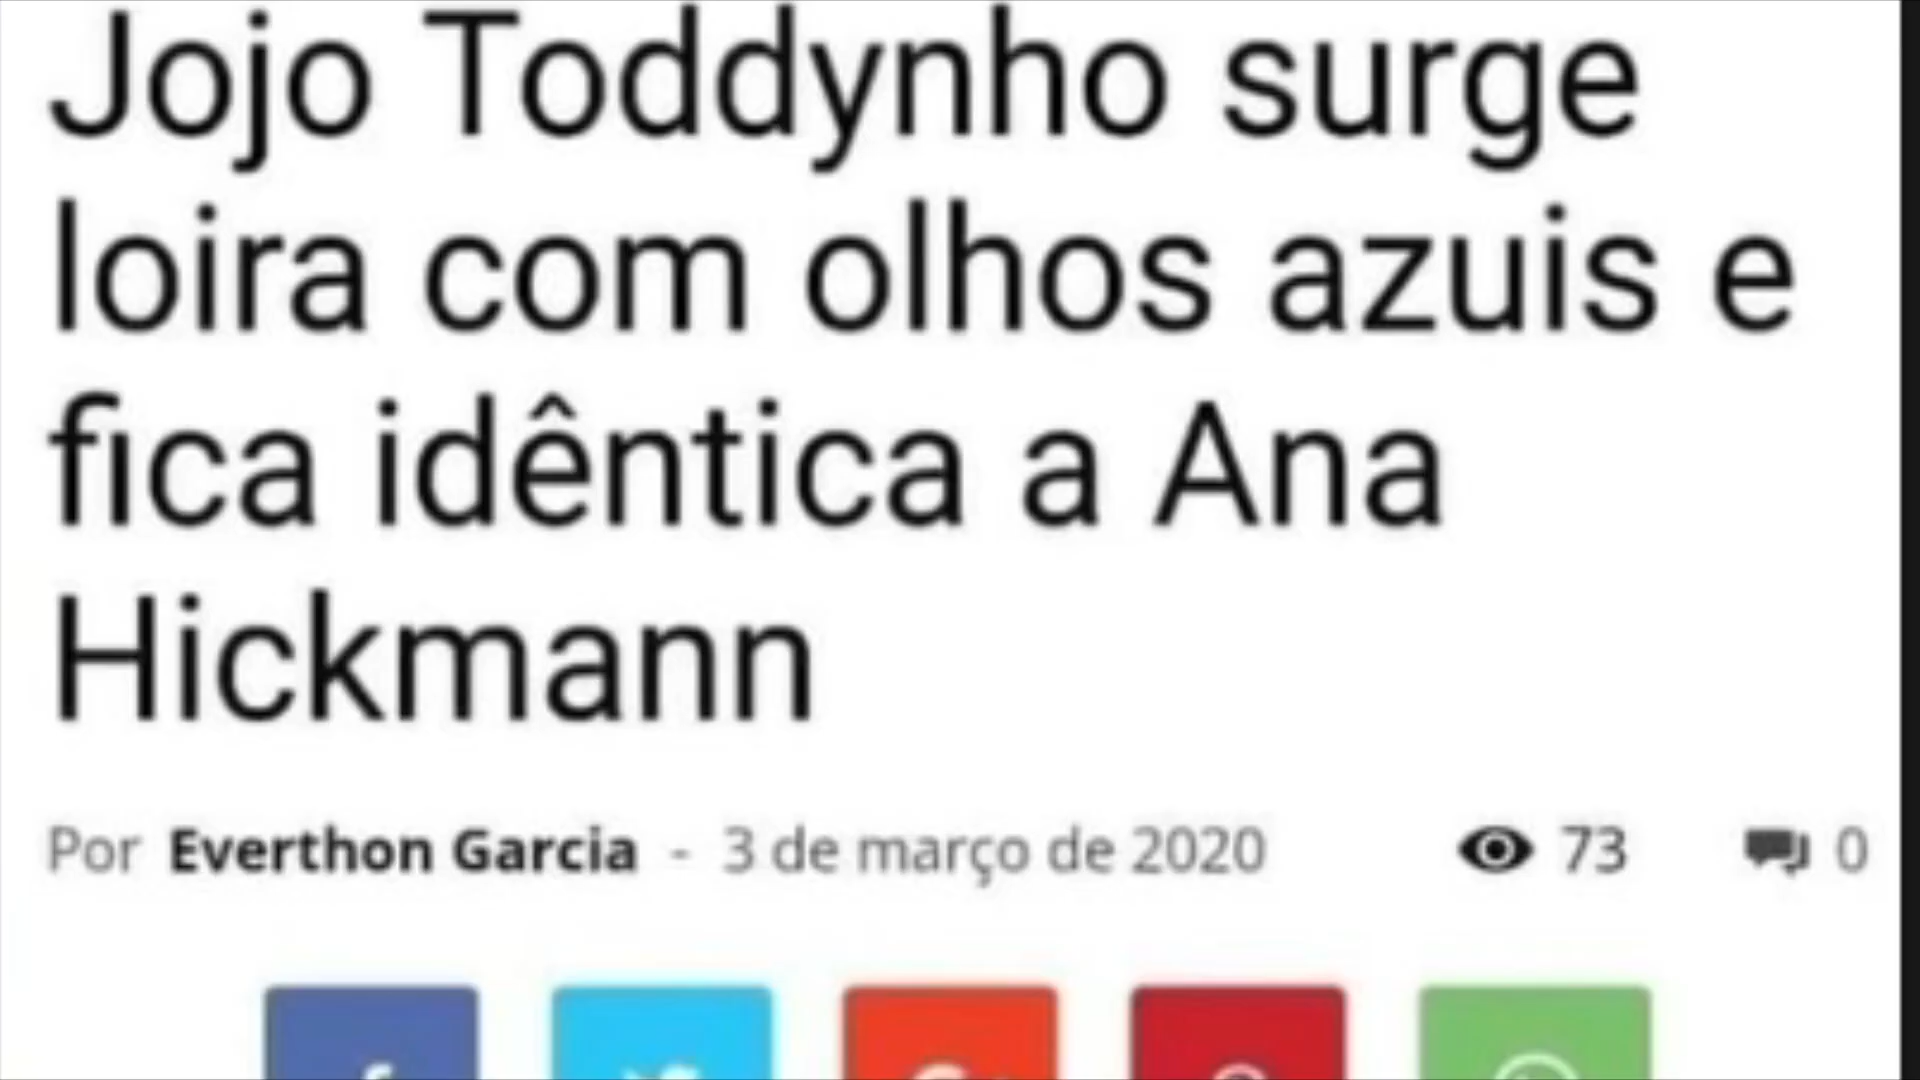 Jojo Toddynho surge
loira com olhos azuis e
fica idêntica a Ana
Hickmann
Por Everthon Garcia - 3 de março de 2020 73 0